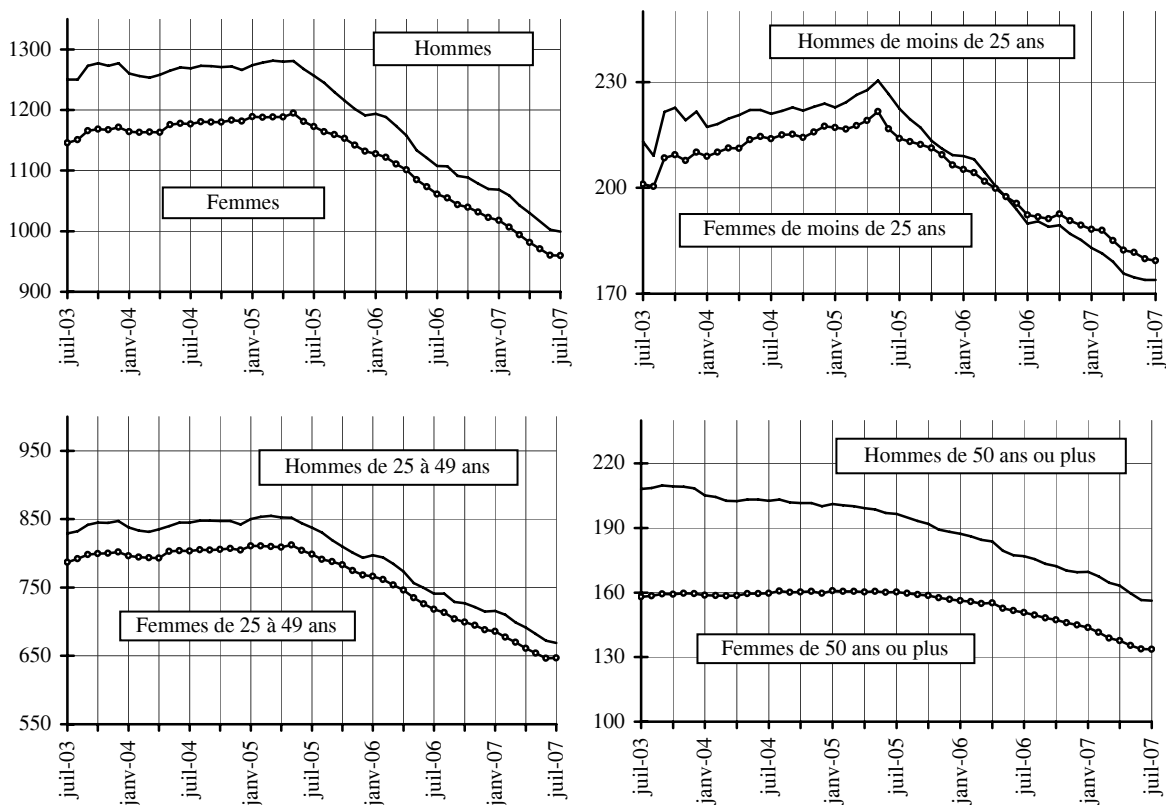 1300
1200
1100
1000
900
Hommes
Femmes
juil-03
janv-04
juil-04
janv-05
juil-05
janv-06
juil-06
janv-07
juil-07
230
200
170
Hommes de moins de 25 ans
Femmes de moins de 25 ans
juil-03
janv-04
juil-04
janv-05
juil-05
janv-06
juil-06
janv-07
juil-07
950
850
750
650
550
Hommes de 25 à 49 ans
Femmes de 25 à 49 ans
juil-03
janv-04
juil-04
janv-05
juil-05
janv-06
juil-06
janv-07
juil-07
220
190
160
130
100
Hommes de 50 ans ou plus
Femmes de 50 ans ou plus
juil-03
janv-04
juil-04
janv-05
juil-05
janv-06
juil-06
janv-07
juil-07